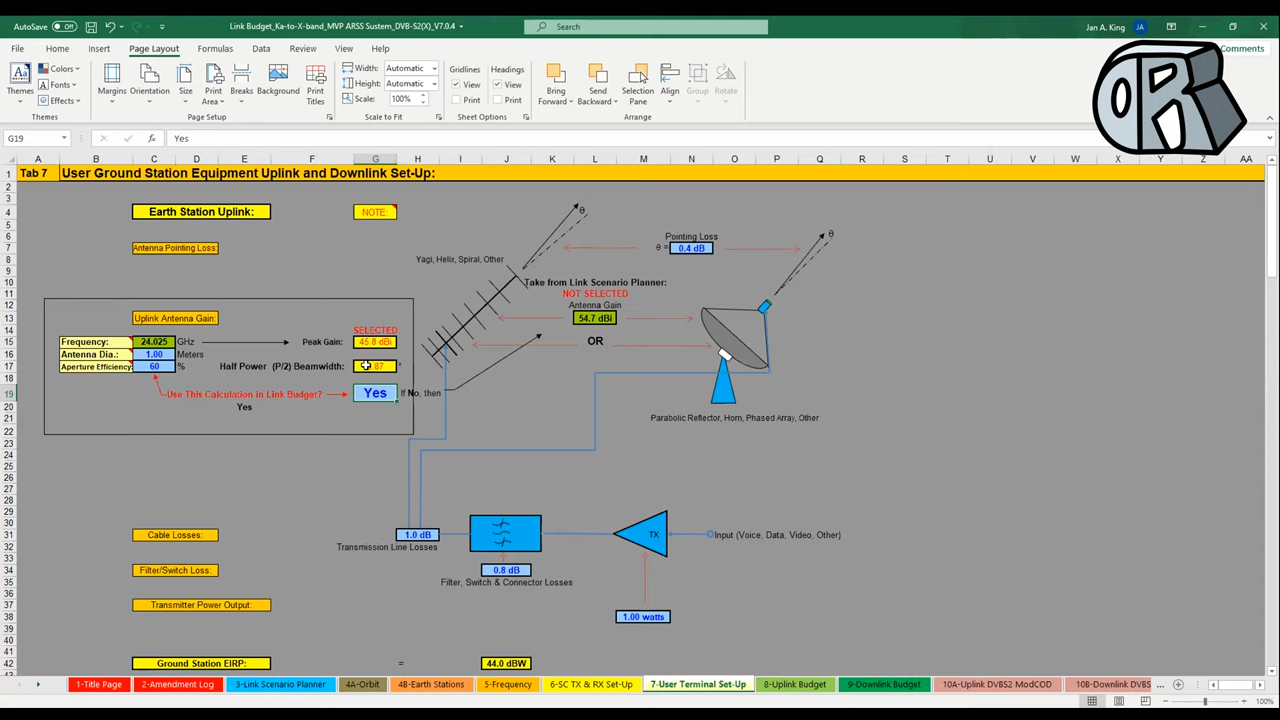 AutoSave Off Link Budget_Ka-to-X-band_MVP ARSS Sustem_DVB-S2(X)_V7.0.4 Search Jan A. King JA
File Home Insert Draw Page Layout Formulas Data Review View Help Comments
Themes Colors Fonts Effects Margins Orientation Size Print Area Breaks Background Print Titles Width: Automatic Height: Automatic Scale: 100% Gridlines View Print Headings View Print Bring Forward Send Backward Selection Pane Align Group Rotate
Themes Page Setup Scale to Fit Sheet Options Arrange
OR
G19 fx Yes
A B C D E F G H I J K L M N O P Q R S T U V W X Y Z AA
Tab 7 User Ground Station Equipment Uplink and Downlink Set-Up:
Earth Station Uplink: NOTE: θ
Pointing Loss θ
Antenna Pointing Loss: θ = 0.4 dB
Yagi, Helix, Spiral, Other
Take from Link Scenario Planner:
NOT SELECTED
Antenna Gain
Uplink Antenna Gain: 54.7 dBi
SELECTED
Frequency: 24.025 GHz Peak Gain: 45.8 dBi OR
Antenna Dia.: 1.00 Meters
Aperture Efficiency: 60 % Half Power (P/2) Beamwidth: 87 °
Use This Calculation in Link Budget? Yes If No, then
Yes
Parabolic Reflector, Horn, Phased Array, Other
Cable Losses: 1.0 dB TX Input (Voice, Data, Video, Other)
Transmission Line Losses
Filter/Switch Loss: 0.8 dB
Filter, Switch & Connector Losses
Transmitter Power Output:
1.00 watts
Ground Station EIRP: = 44.0 dBW
1-Title Page 2-Amendment Log 3-Link Scenario Planner 4A-Orbit 4B-Earth Stations 5-Frequency 6-SC TX & RX Set-Up 7-User Terminal Set-Up 8-Uplink Budget 9-Downlink Budget 10A-Uplink DVBS2 ModCOD 10B-Downlink DVBS ...
100%